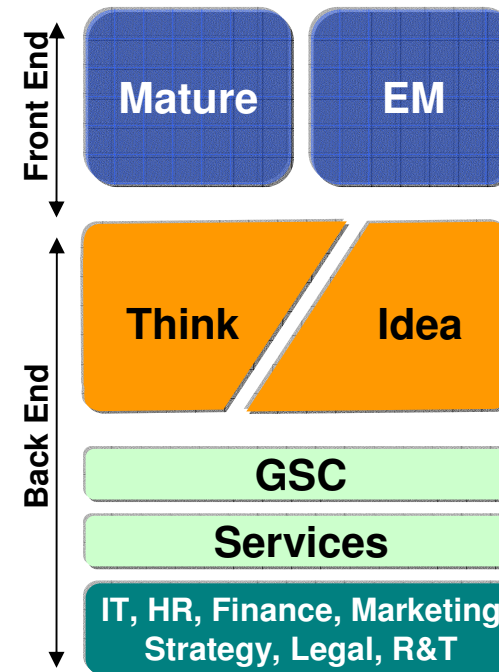 Front End
Mature
EM
Back End
Think
Idea
GSC
Services
IT, HR, Finance, Marketing
Strategy, Legal, R&T